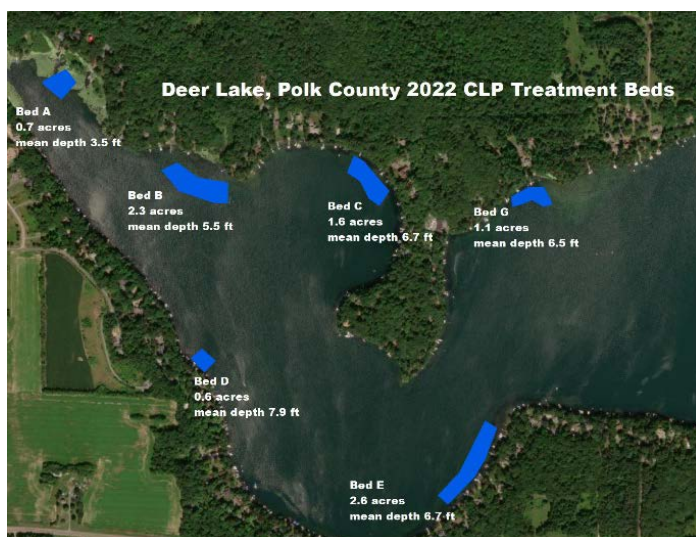 Deer Lake, Polk County 2022 CLP Treatment Beds
Bed A
0.7 acres
mean depth 3.5 ft
Bed B
2.3 acres
mean depth 5.5 ft
Bed C
1.6 acres
mean depth 6.7 ft
Bed G
1.1 acres
mean depth 6.5 ft
Bed D
0.6 acres
mean depth 7.9 ft
Bed E
2.6 acres
mean depth 6.7 ft